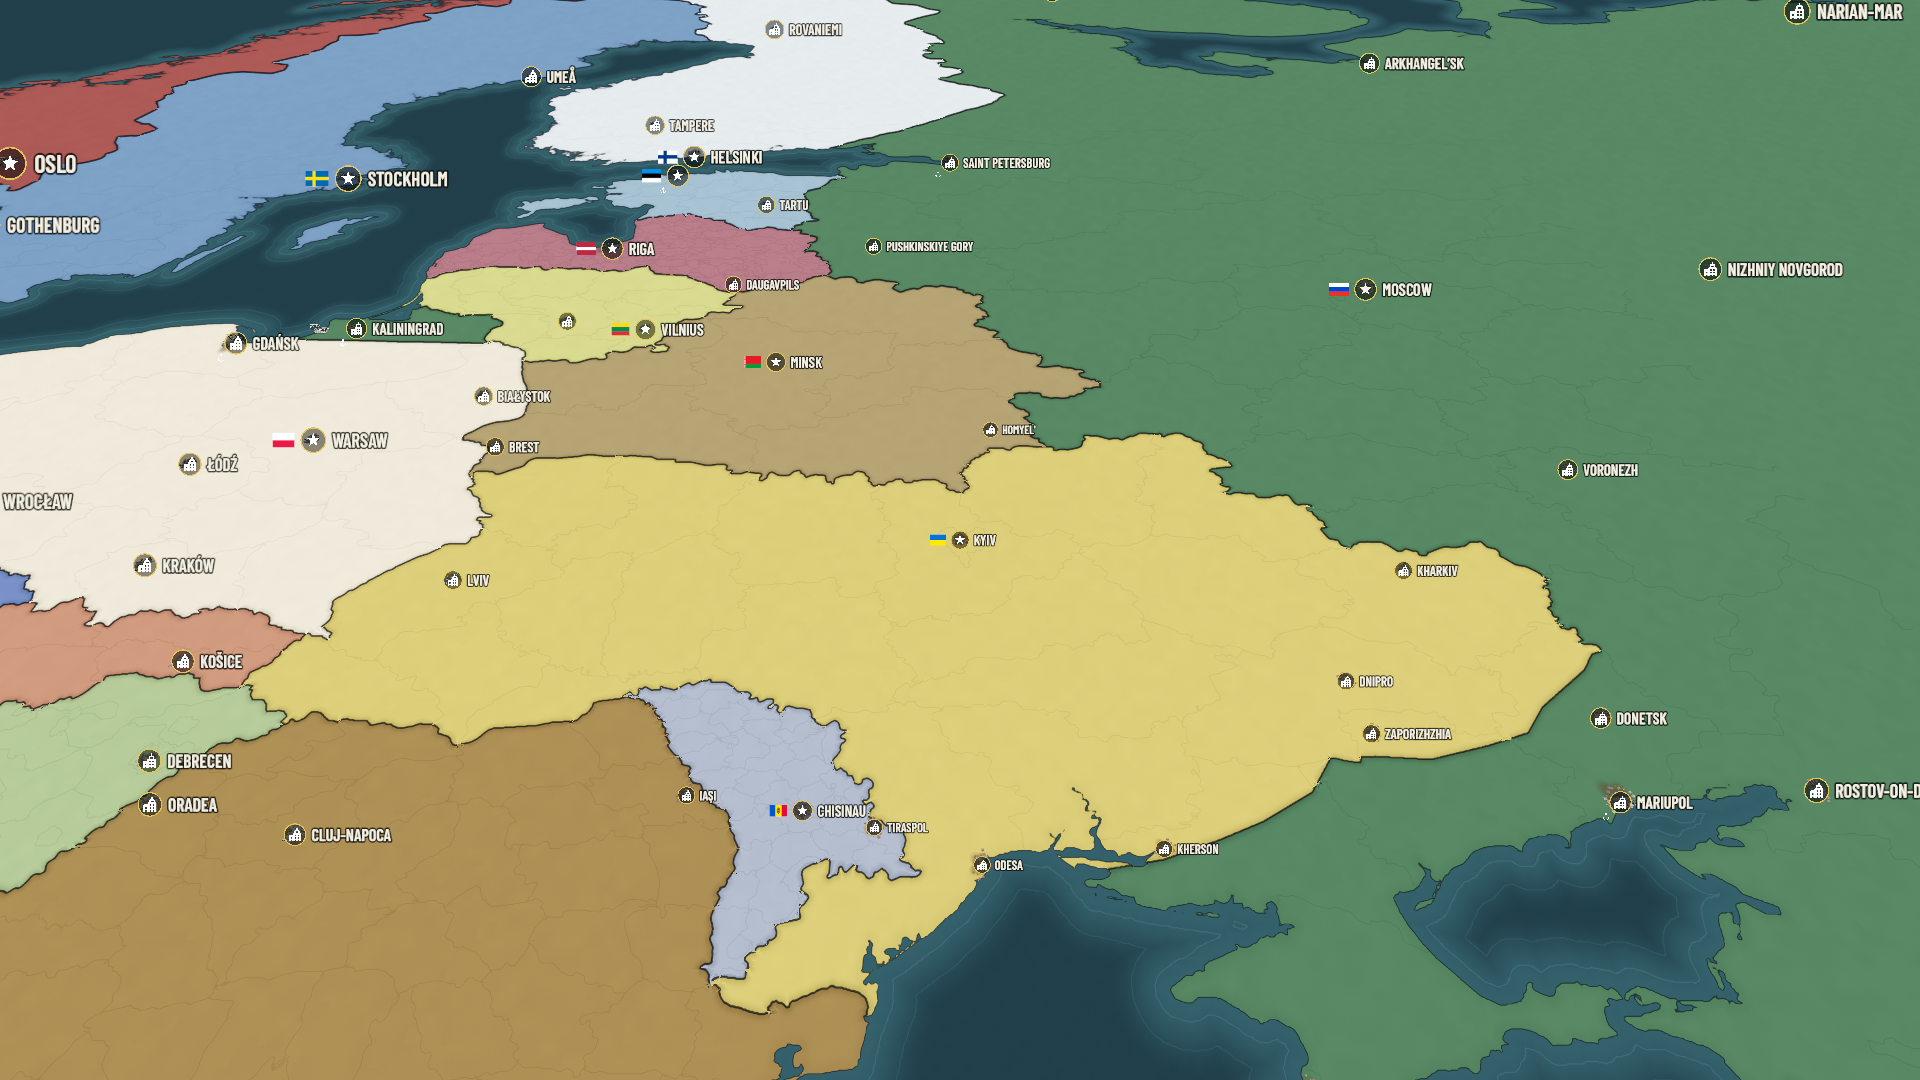 NARIAN-MAR
ROVANIEMI
ARKHANGEL'SK
UMEÅ
TAMPERE
HELSINKI
OSLO
SAINT PETERSBURG
STOCKHOLM
TARTU
GOTHENBURG
PUSHKINSKIYE GORY
RIGA
NIZHNIY NOVGOROD
DAUGAVPILS
MOSCOW
KALININGRAD
VILNIUS
GDAŃSK
MINSK
BIAŁYSTOK
HOMYEL'
WARSAW
BREST
ŁÓDŹ
VORONEZH
WROCŁAW
KYIV
KRAKÓW
KHARKIV
LVIV
KOŠICE
DNIPRO
DONETSK
ZAPORIZHZHIA
DEBRECEN
ROSTOV-ON-D
IAȘI
MARIUPOL
ORADEA
CHISINAU
TIRASPOL
CLUJ-NAPOCA
KHERSON
ODESA